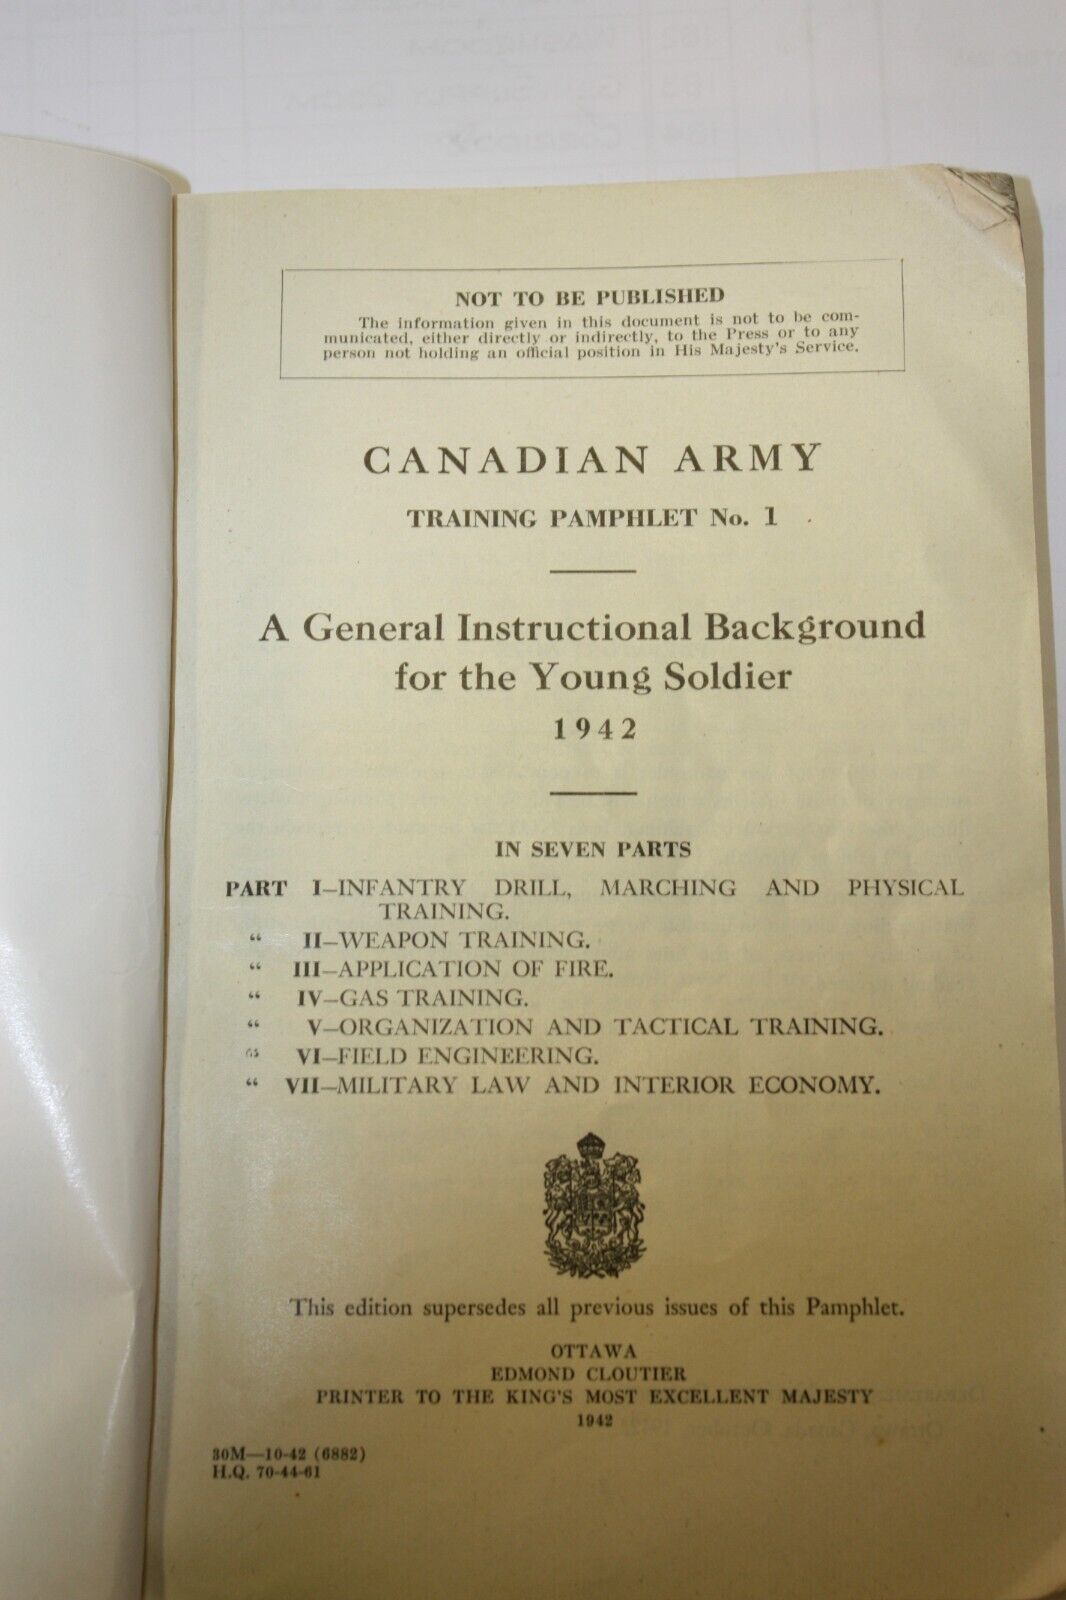 162 WASHROOM
CORRIDOR
NOT TO BE PUBLISHED
The information given in this document is not to be com-
municated, either directly or indirectly, to the Press or to any
person not holding an official position in His Majesty's Service.
CANADIAN ARMY
TRAINING PAMPHLET No. 1
A General Instructional Background
for the Young Soldier
1942
IN SEVEN PARTS
PART I—INFANTRY DRILL, MARCHING AND PHYSICAL
TRAINING.
“ II—WEAPON TRAINING.
“ III—APPLICATION OF FIRE.
“ IV—GAS TRAINING.
“ V—ORGANIZATION AND TACTICAL TRAINING.
“ VI—FIELD ENGINEERING.
“ VII—MILITARY LAW AND INTERIOR ECONOMY.
This edition supersedes all previous issues of this Pamphlet.
OTTAWA
EDMOND CLOUTIER
PRINTER TO THE KING'S MOST EXCELLENT MAJESTY
1942
30M—10-42 (6882)
H.Q. 70-44-61